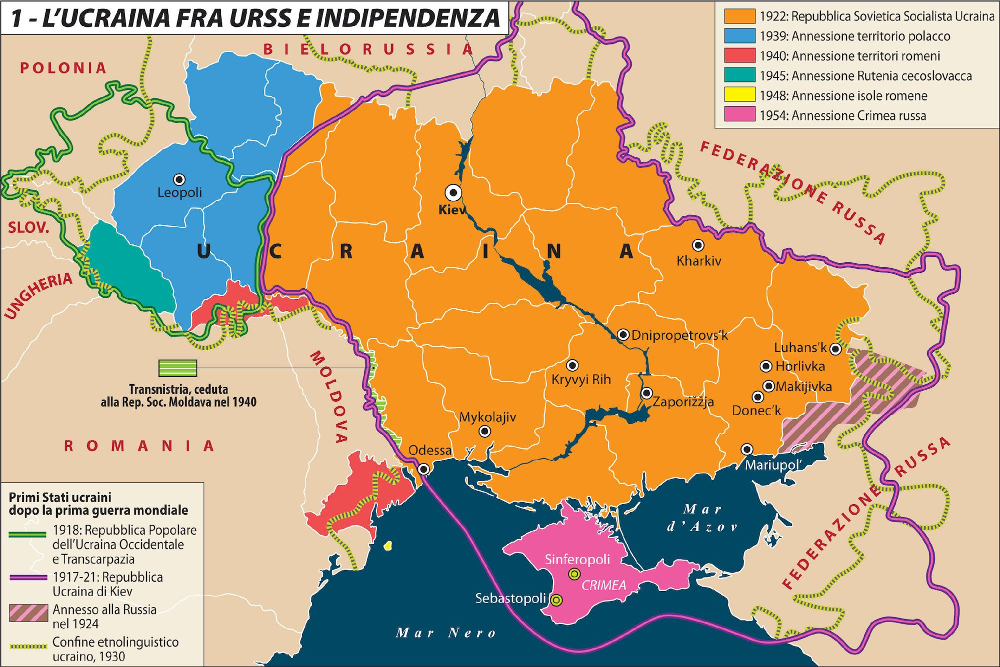 1 - L'UCRAINA FRA URSS E INDIPENDENZA
1922: Repubblica Sovietica Socialista Ucraina
1939: Annessione territorio polacco
1940: Annessione territori romeni
1945: Annessione Rutenia cecoslovacca
1948: Annessione isole romene
1954: Annessione Crimea russa
BIELORUSSIA
POLONIA
FEDERAZIONE RUSSA
Leopoli
Kiev
SLOV.
UCRAINA
Kharkiv
UNGHERIA
Dnipropetrovs'k
Luhans'k
Horlivka
Kryvyi Rih
Makijivka
Zaporižžja
Donec'k
MOLDOVA
Transnistria, ceduta
alla Rep. Soc. Moldava nel 1940
Mykolajiv
ROMANIA
Odessa
Mariupol'
FEDERAZIONE RUSSA
Mar
d'Azov
Sinferopoli
CRIMEA
Sebastopoli
Mar Nero
Primi Stati ucraini
dopo la prima guerra mondiale
1918: Repubblica Popolare
dell'Ucraina Occidentale
e Transcarpazia
1917-21: Repubblica
Ucraina di Kiev
Annesso alla Russia
nel 1924
Confine etnolinguistico
ucraino, 1930